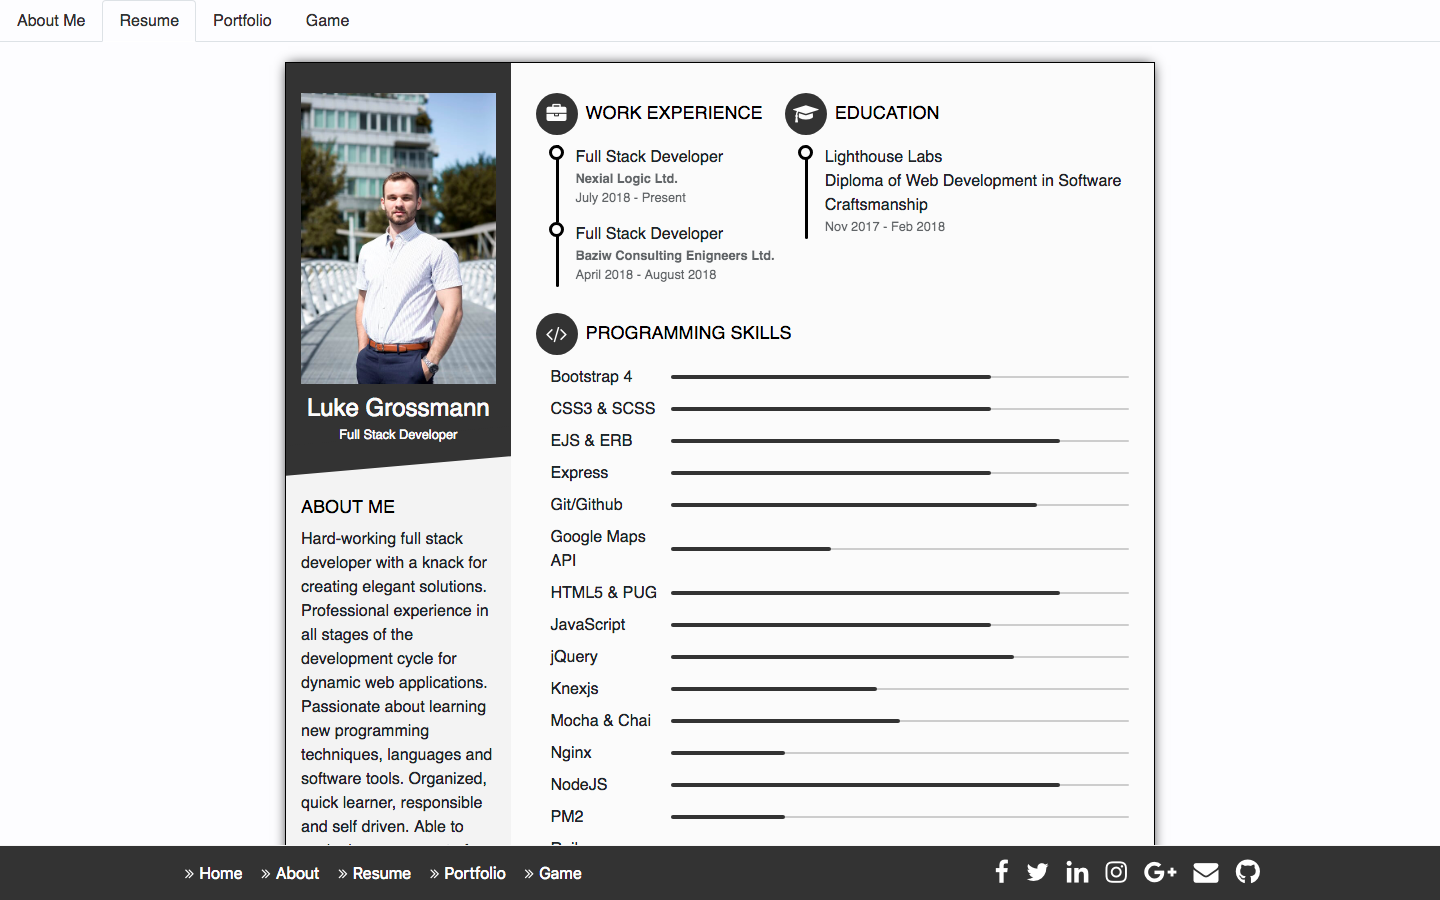 About Me Resume Portfolio Game
Luke Grossmann
Full Stack Developer
ABOUT ME
Hard-working full stack
developer with a knack for
creating elegant solutions.
Professional experience in
all stages of the
development cycle for
dynamic web applications.
Passionate about learning
new programming
techniques, languages and
software tools. Organized,
quick learner, responsible
and self driven. Able to
WORK EXPERIENCE
Full Stack Developer
Nexial Logic Ltd.
July 2018 - Present
Full Stack Developer
Baziw Consulting Enigneers Ltd.
April 2018 - August 2018
EDUCATION
Lighthouse Labs
Diploma of Web Development in Software
Craftsmanship
Nov 2017 - Feb 2018
PROGRAMMING SKILLS
Bootstrap 4
CSS3 & SCSS
EJS & ERB
Express
Git/Github
Google Maps
API
HTML5 & PUG
JavaScript
jQuery
Knexjs
Mocha & Chai
Nginx
NodeJS
PM2
» Home » About » Resume » Portfolio » Game